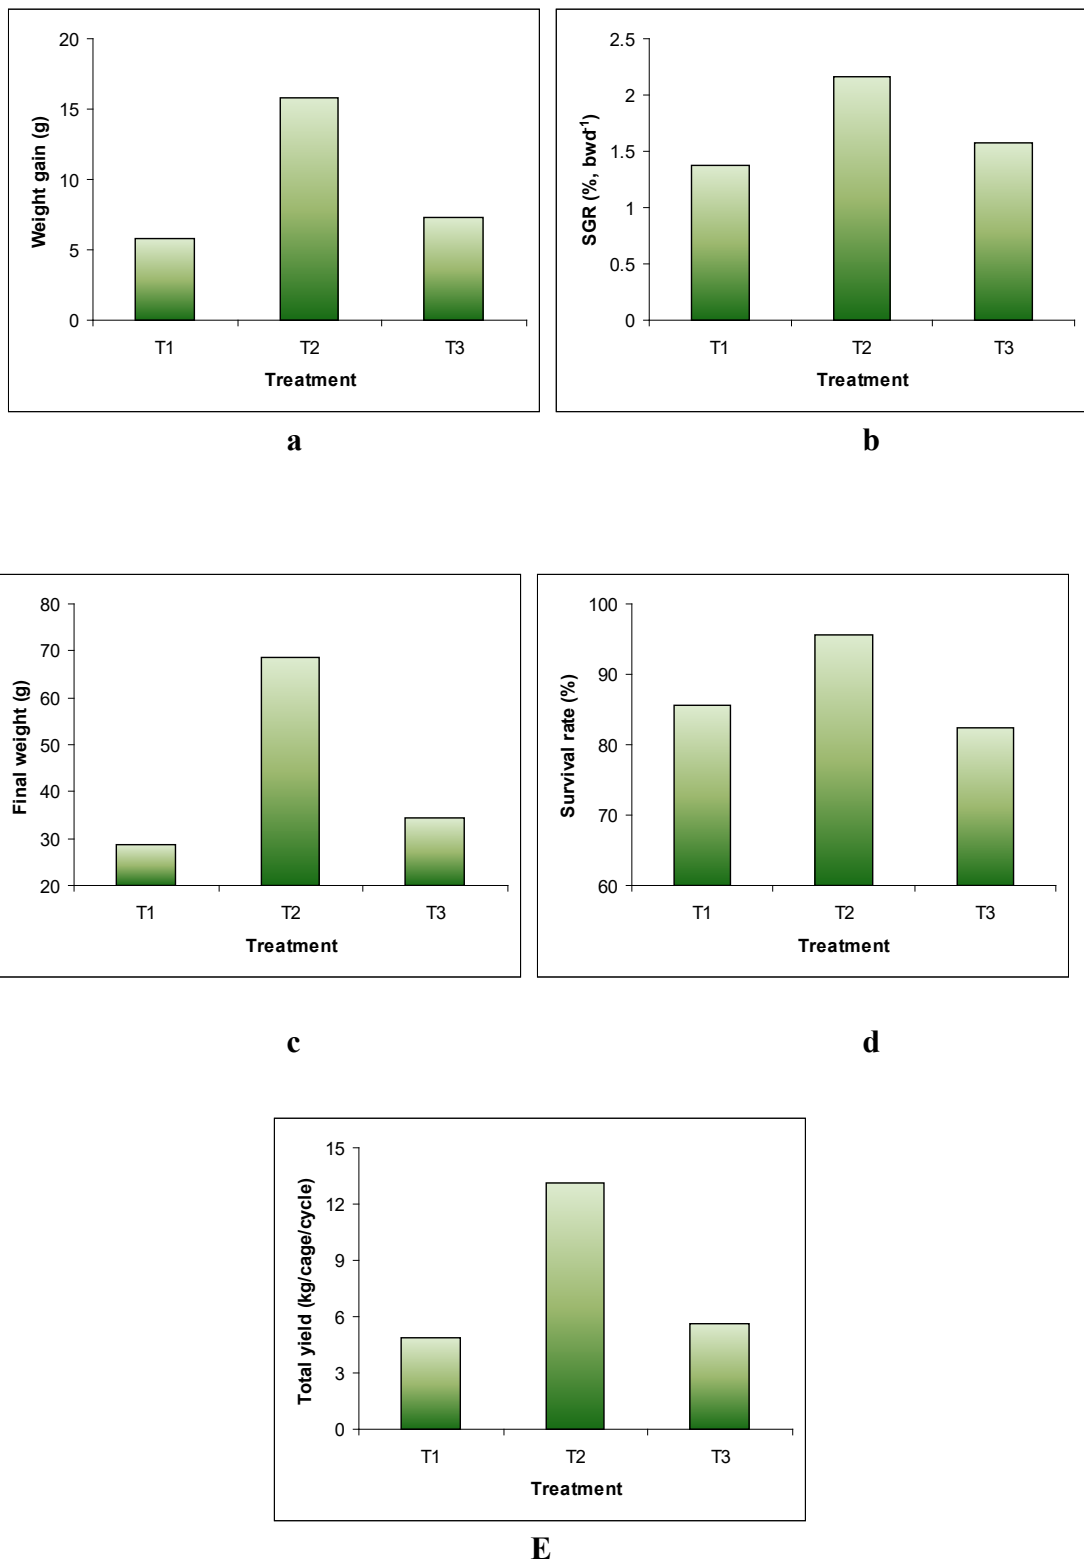 20
15
10
5
0
Weight gain (g)
T1 T2 T3
Treatment
a
2.5
2
1.5
1
0.5
0
SGR (%, bwd-1)
T1 T2 T3
Treatment
b
80
70
60
50
40
30
20
Final weight (g)
T1 T2 T3
Treatment
c
100
90
80
70
60
Survival rate (%)
T1 T2 T3
Treatment
d
15
12
9
6
3
0
Total yield (kg/cage/cycle)
T1 T2 T3
Treatment
E